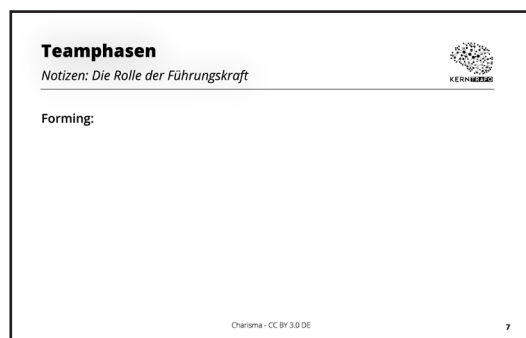 Teamphasen
Notizen: Die Rolle der Führungskraft
KERNTRAFO
Forming:
Charisma - CC BY 3.0 DE
7